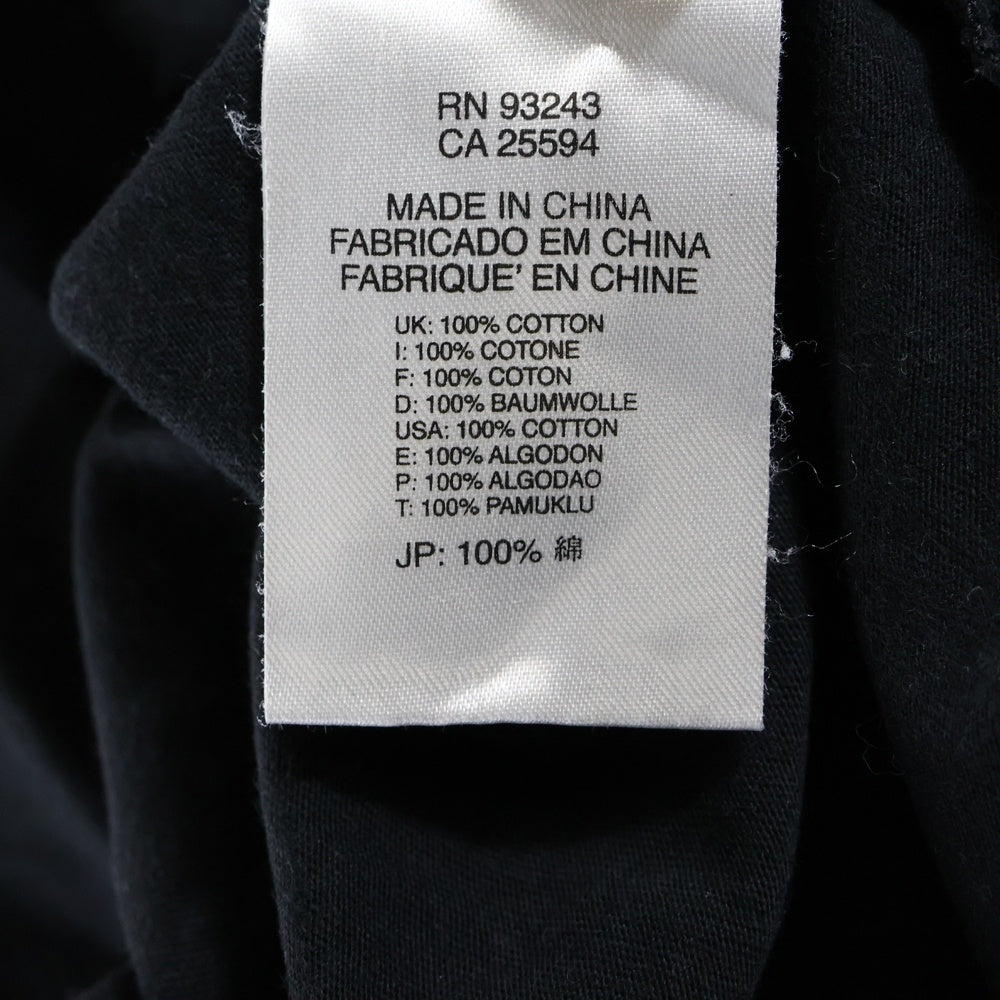 RN 93243
CA 25594
MADE IN CHINA
FABRICADO EM CHINA
FABRIQUE' EN CHINE
UK: 100% COTTON
I: 100% COTONE
F: 100% COTON
D: 100% BAUMWOLLE
USA: 100% COTTON
E: 100% ALGODON
P: 100% ALGODAO
T: 100% PAMUKLU
JP: 100% 綿